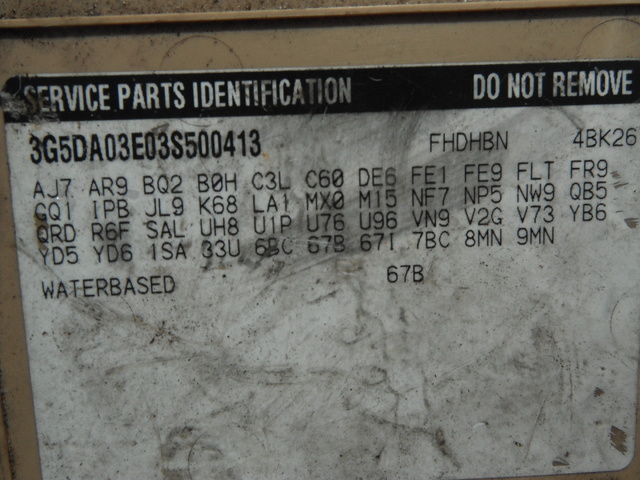 SERVICE PARTS IDENTIFICATION DO NOT REMOVE
3G5DA03E03S500413 FHDHBN 4BK26
AJ7 AR9 BQ2 B0H C3L C60 DE6 FE1 FE9 FLT FR9
GQ1 IPB JL9 K68 LA1 MX0 M15 NF7 NP5 NW9 QB5
QRD R6F SAL UH8 U1P U76 U96 VN9 V2G V73 YB6
YD5 YD6 1SA 33U 6BC 67B 671 7BC 8MN 9MN
WATERBASED 67B